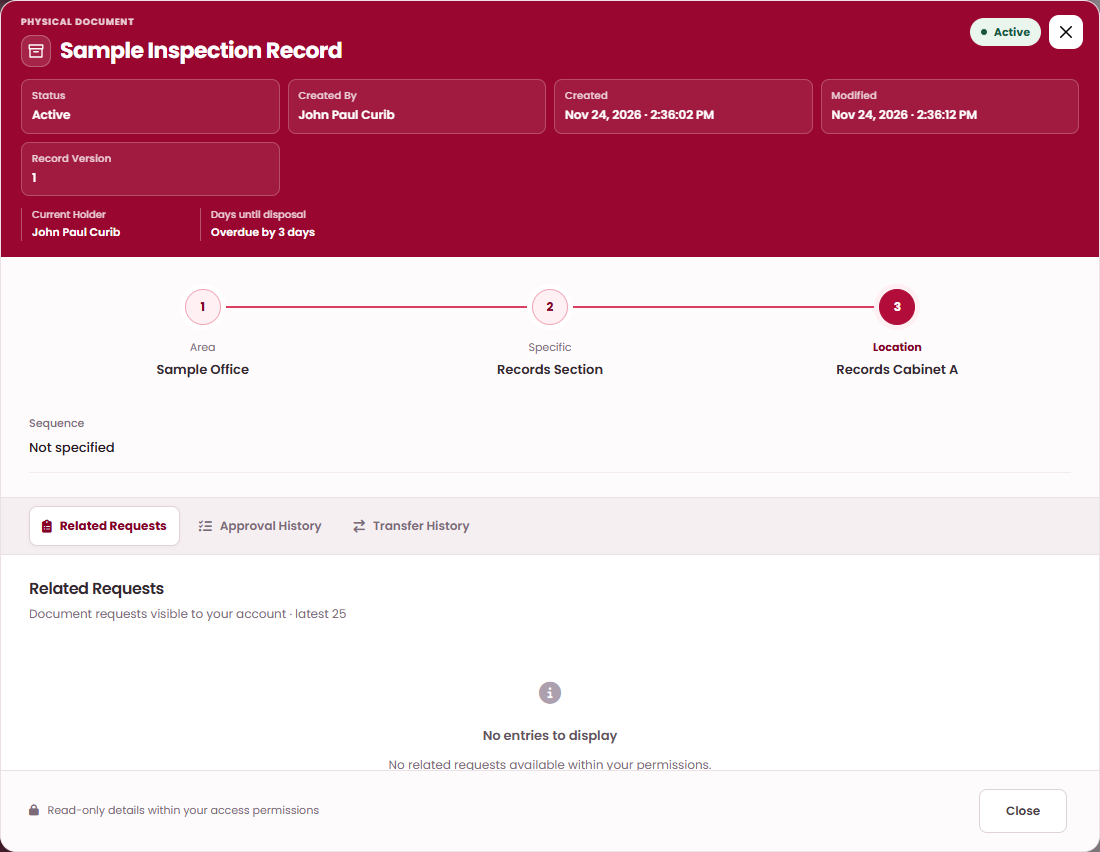 PHYSICAL DOCUMENT
Sample Inspection Record
Active
Status
Active
Created By
John Paul Curib
Created
Nov 24, 2026 · 2:36:02 PM
Modified
Nov 24, 2026 · 2:36:12 PM
Record Version
1
Current Holder
John Paul Curib
Days until disposal
Overdue by 3 days
1
2
3
Area
Specific
Location
Sample Office
Records Section
Records Cabinet A
Sequence
Not specified
Related Requests
Approval History
Transfer History
Related Requests
Document requests visible to your account · latest 25
No entries to display
No related requests available within your permissions.
Read-only details within your access permissions
Close